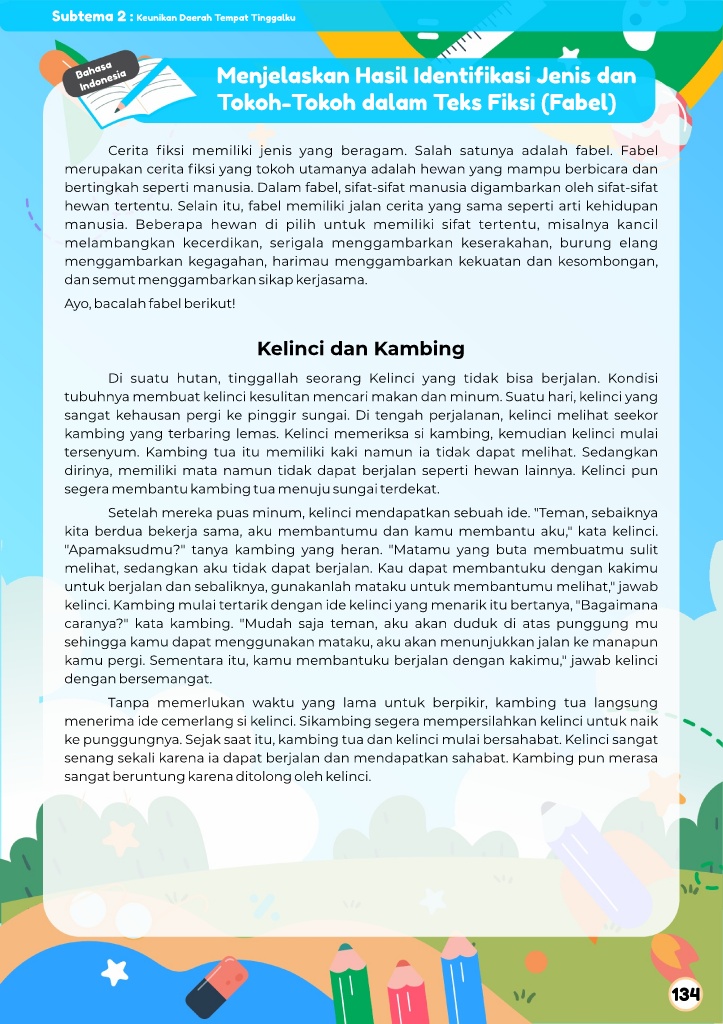 Subtema 2 : Keunikan Daerah Tempat Tinggalku
Bahasa
Indonesia
Menjelaskan Hasil Identifikasi Jenis dan
Tokoh-Tokoh dalam Teks Fiksi (Fabel)
Cerita fiksi memiliki jenis yang beragam. Salah satunya adalah fabel. Fabel
merupakan cerita fiksi yang tokoh utamanya adalah hewan yang mampu berbicara dan
bertingkah seperti manusia. Dalam fabel, sifat-sifat manusia digambarkan oleh sifat-sifat
hewan tertentu. Selain itu, fabel memiliki jalan cerita yang sama seperti arti kehidupan
manusia. Beberapa hewan di pilih untuk memiliki sifat tertentu, misalnya kancil
melambangkan kecerdikan, serigala menggambarkan keserakahan, burung elang
menggambarkan kegagahan, harimau menggambarkan kekuatan dan kesombongan,
dan semut menggambarkan sikap kerjasama.
Ayo, bacalah fabel berikut!
Kelinci dan Kambing
Di suatu hutan, tinggallah seorang Kelinci yang tidak bisa berjalan. Kondisi
tubuhnya membuat kelinci kesulitan mencari makan dan minum. Suatu hari, kelinci yang
sangat kehausan pergi ke pinggir sungai. Di tengah perjalanan, kelinci melihat seekor
kambing yang terbaring lemas. Kelinci memeriksa si kambing, kemudian kelinci mulai
tersenyum. Kambing tua itu memiliki kaki namun ia tidak dapat melihat. Sedangkan
dirinya, memiliki mata namun tidak dapat berjalan seperti hewan lainnya. Kelinci pun
segera membantu kambing tua menuju sungai terdekat.
Setelah mereka puas minum, kelinci mendapatkan sebuah ide. "Teman, sebaiknya
kita berdua bekerja sama, aku membantumu dan kamu membantu aku," kata kelinci.
"Apamaksudmu?" tanya kambing yang heran. "Matamu yang buta membuatmu sulit
melihat, sedangkan aku tidak dapat berjalan. Kau dapat membantuku dengan kakimu
untuk berjalan dan sebaliknya, gunakanlah mataku untuk membantumu melihat," jawab
kelinci. Kambing mulai tertarik dengan ide kelinci yang menarik itu bertanya, "Bagaimana
caranya?" kata kambing. "Mudah saja teman, aku akan duduk di atas punggung mu
sehingga kamu dapat menggunakan mataku, aku akan menunjukkan jalan ke manapun
kamu pergi. Sementara itu, kamu membantuku berjalan dengan kakimu," jawab kelinci
dengan bersemangat.
Tanpa memerlukan waktu yang lama untuk berpikir, kambing tua langsung
menerima ide cemerlang si kelinci. Sikambing segera mempersilahkan kelinci untuk naik
ke punggungnya. Sejak saat itu, kambing tua dan kelinci mulai bersahabat. Kelinci sangat
senang sekali karena ia dapat berjalan dan mendapatkan sahabat. Kambing pun merasa
sangat beruntung karena ditolong oleh kelinci.
134